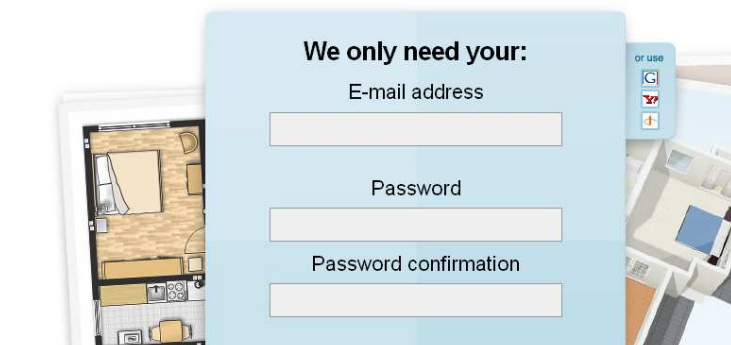 We only need your:
E-mail address
or use
G
Y!
Password
Password confirmation